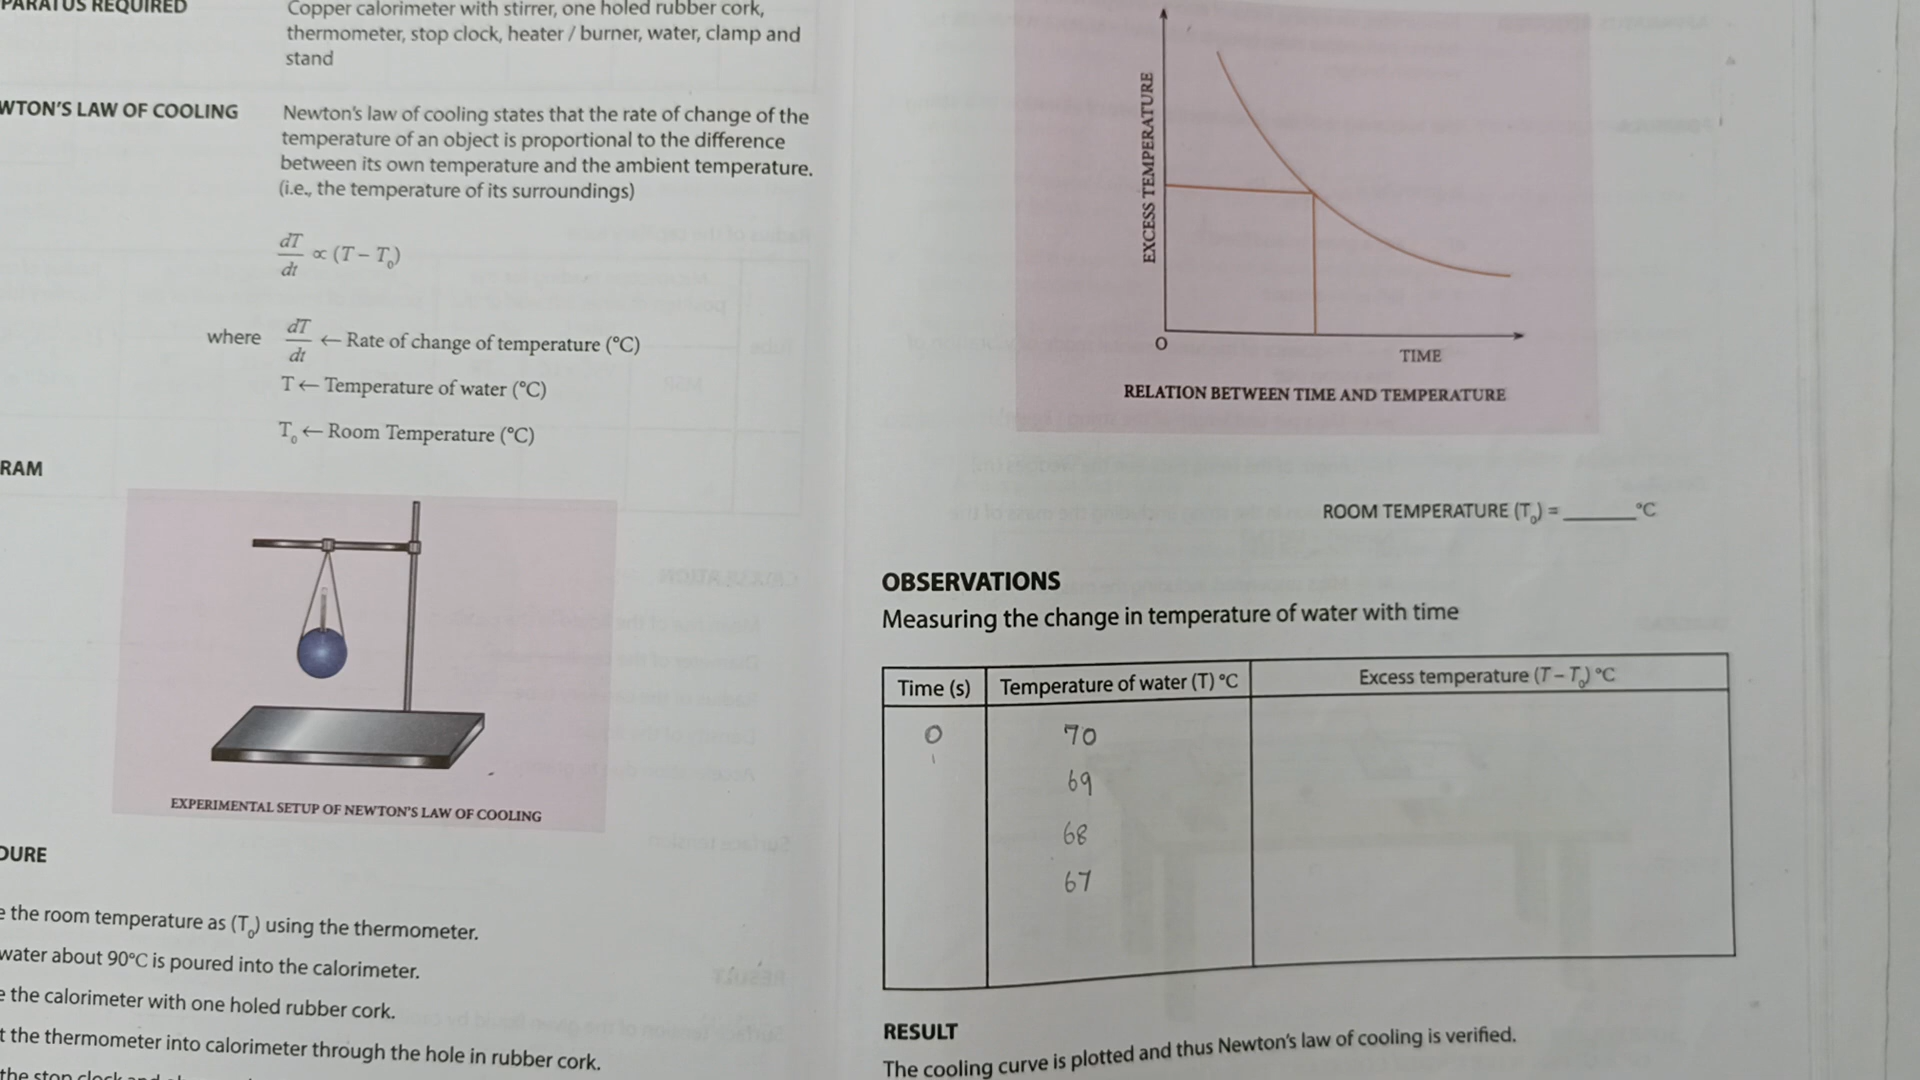 PARATUS REQUIRED
Copper calorimeter with stirrer, one holed rubber cork,
thermometer, stop clock, heater / burner, water, clamp and
stand
WTON'S LAW OF COOLING
Newton's law of cooling states that the rate of change of the
temperature of an object is proportional to the difference
between its own temperature and the ambient temperature.
(i.e., the temperature of its surroundings)
dT/dt ∝ (T – T₀)
where dT/dt ← Rate of change of temperature (°C)
T ← Temperature of water (°C)
T₀ ← Room Temperature (°C)
RAM
EXPERIMENTAL SETUP OF NEWTON'S LAW OF COOLING
DURE
e the room temperature as (T₀) using the thermometer.
water about 90°C is poured into the calorimeter.
e the calorimeter with one holed rubber cork.
t the thermometer into calorimeter through the hole in rubber cork.
the stop clock
EXCESS TEMPERATURE
O
TIME
RELATION BETWEEN TIME AND TEMPERATURE
ROOM TEMPERATURE (T₀) = ______°C
OBSERVATIONS
Measuring the change in temperature of water with time
Time (s) Temperature of water (T) °C Excess temperature (T – T₀) °C
0 70
69
68
67
RESULT
The cooling curve is plotted and thus Newton's law of cooling is verified.